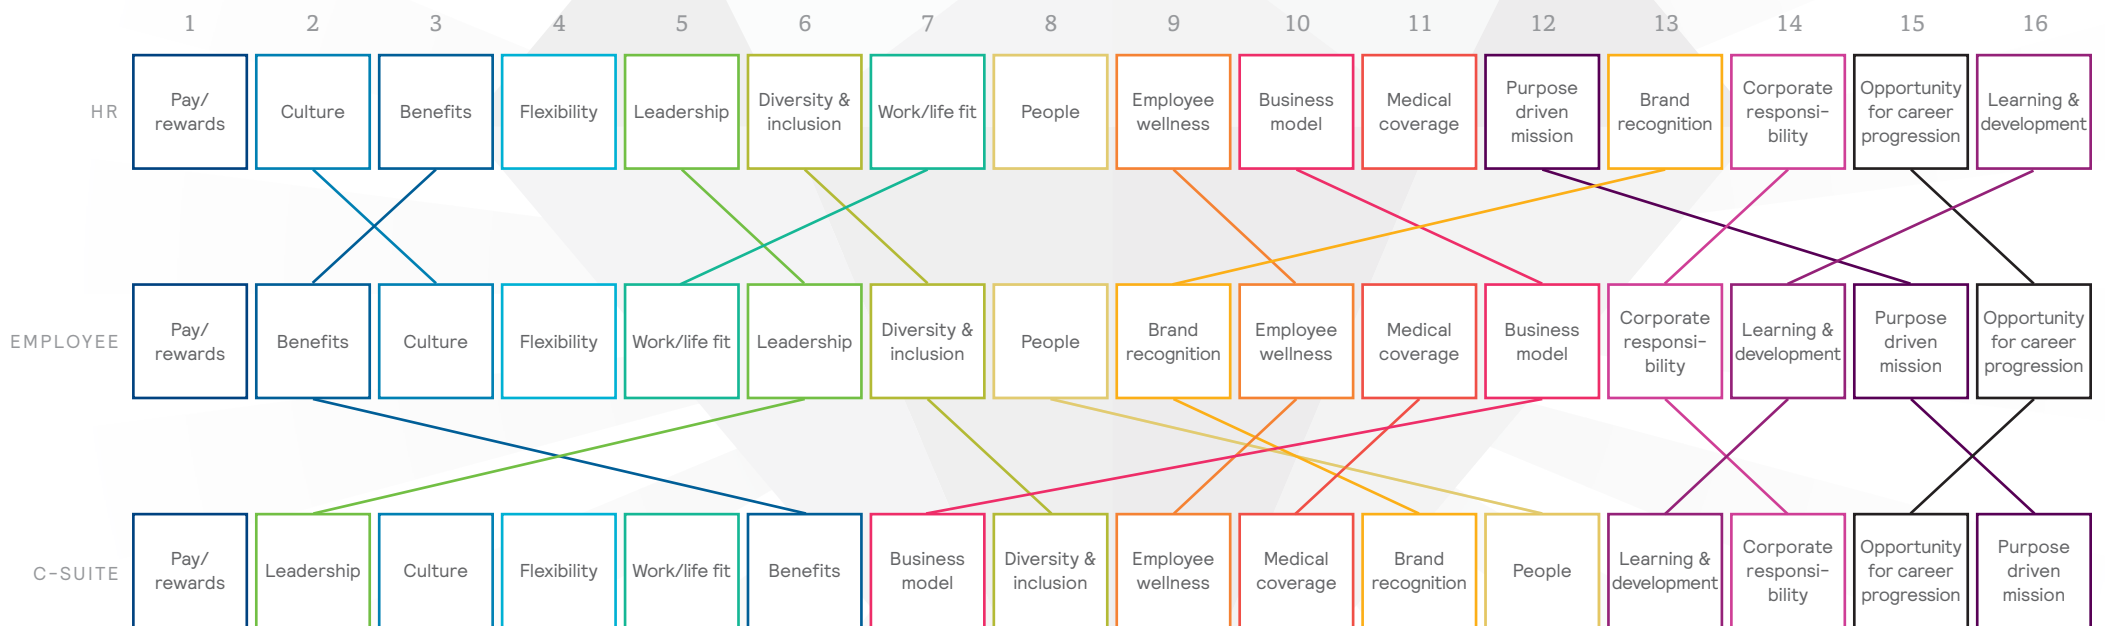 1 2 3 4 5 6 7 8 9 10 11 12 13 14 15 16
HR
Pay/
rewards
Culture
Benefits
Flexibility
Leadership
Diversity &
inclusion
Work/life fit
People
Employee
wellness
Business
model
Medical
coverage
Purpose
driven
mission
Brand
recognition
Corporate
responsi-
bility
Opportunity
for career
progression
Learning &
development
EMPLOYEE
Pay/
rewards
Benefits
Culture
Flexibility
Work/life fit
Leadership
Diversity &
inclusion
People
Brand
recognition
Employee
wellness
Medical
coverage
Business
model
Corporate
responsi-
bility
Learning &
development
Purpose
driven
mission
Opportunity
for career
progression
C-SUITE
Pay/
rewards
Leadership
Culture
Flexibility
Work/life fit
Benefits
Business
model
Diversity &
inclusion
Employee
wellness
Medical
coverage
Brand
recognition
People
Learning &
development
Corporate
responsi-
bility
Opportunity
for career
progression
Purpose
driven
mission